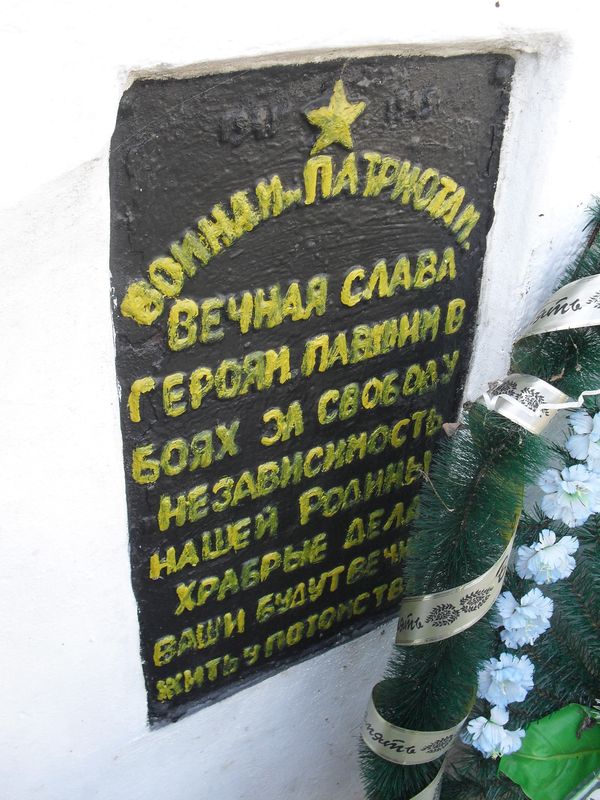 1941 1945
ВОИНАМ-ПАТРИОТАМ.
ВЕЧНАЯ СЛАВА
ГЕРОЯМ, ПАВШИМ В
БОЯХ ЗА СВОБОДУ
НЕЗАВИСИМОСТЬ
НАШЕЙ РОДИНЫ
ХРАБРЫЕ ДЕЛА
ВАШИ БУДУТ ВЕЧН
ЖИТЬ У ПОТОМСТВ